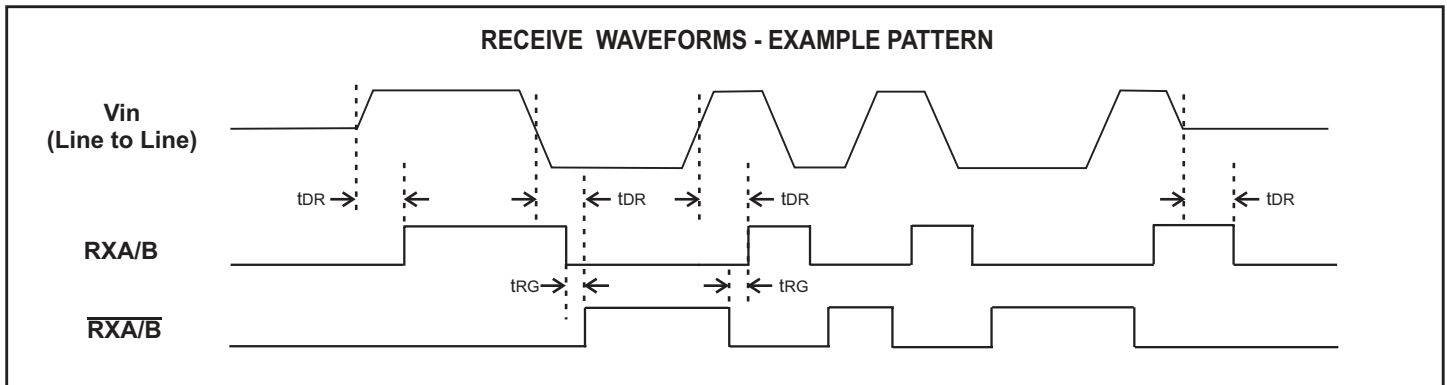 RECEIVE WAVEFORMS - EXAMPLE PATTERN
Vin
(Line to Line)
tDR
tDR
tDR
tDR
RXA/B
tRG
tRG
RXA/B